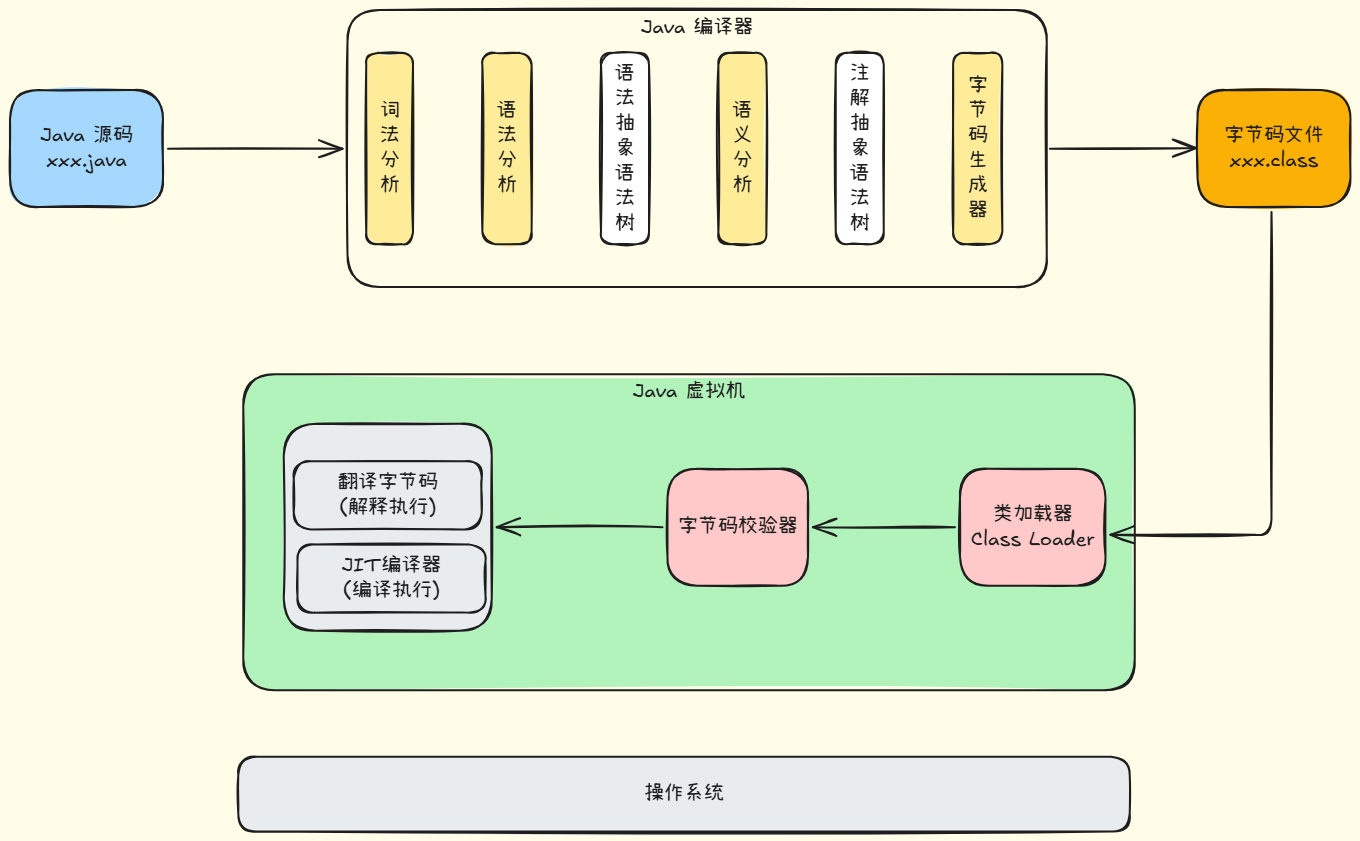 Java 编译器
词法分析
语法分析
语法抽象语法树
语义分析
注解抽象语法树
字节码生成器
Java 源码
xxx.java
字节码文件
xxx.class
Java 虚拟机
翻译字节码
(解释执行)
JIT编译器
(编译执行)
字节码校验器
类加载器
Class Loader
操作系统